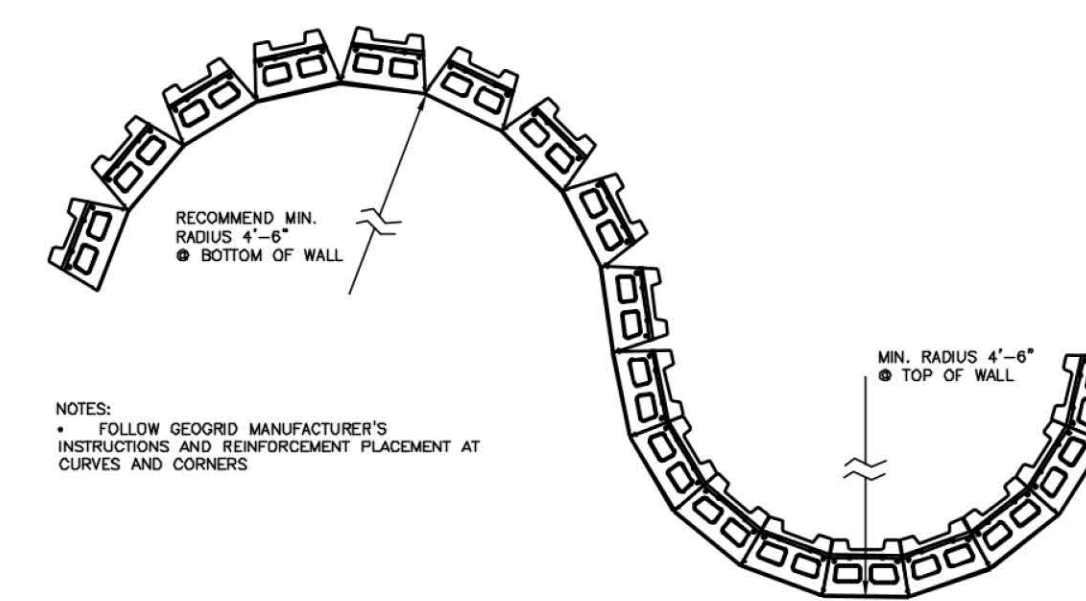 RECOMMEND MIN.
RADIUS 4'-6"
@ BOTTOM OF WALL
MIN. RADIUS 4'-6"
@ TOP OF WALL
NOTES:
• FOLLOW GEOGRID MANUFACTURER'S
INSTRUCTIONS AND REINFORCEMENT PLACEMENT AT
CURVES AND CORNERS